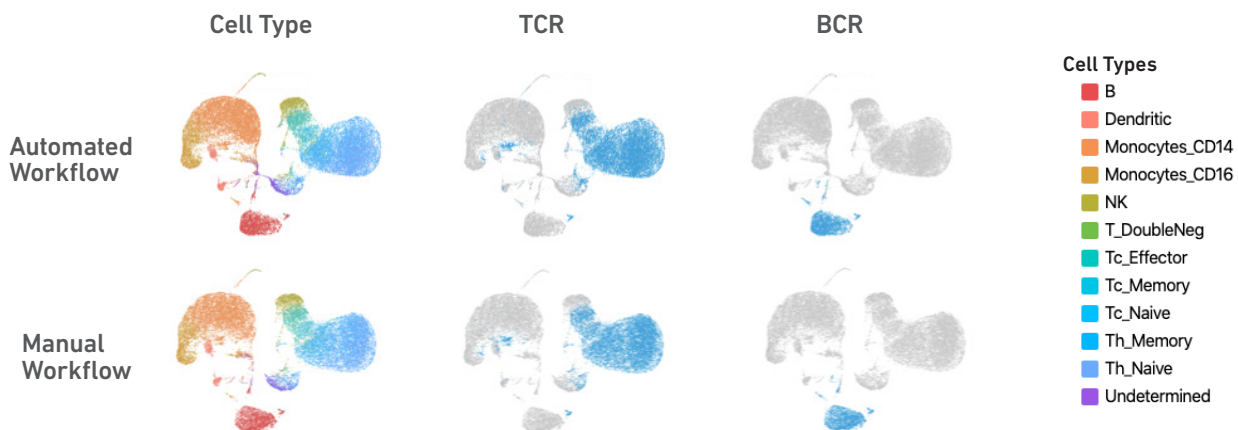 Cell Type
TCR
BCR
Automated
Workflow
Manual
Workflow
Cell Types
B
Dendritic
Monocytes_CD14
Monocytes_CD16
NK
T_DoubleNeg
Tc_Effector
Tc_Memory
Tc_Naive
Th_Memory
Th_Naive
Undetermined